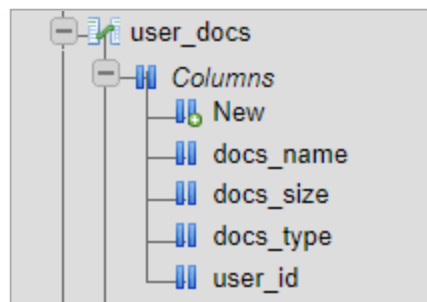 user_docs
Columns
New
docs_name
docs_size
docs_type
user_id